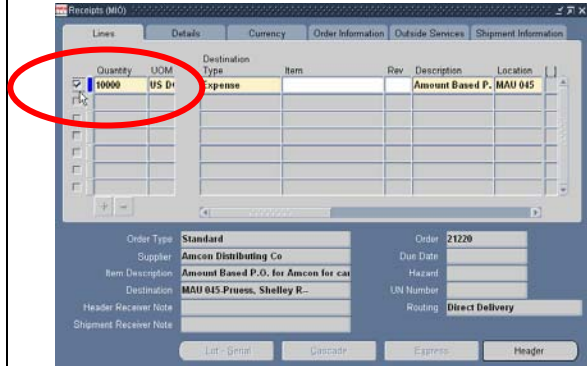 Receipts (MIO)
Lines Details Currency Order Information Outside Services Shipment Information
Destination
Quantity UOM Type Item Rev Description Location [ ]
10000 US D Expense Amount Based P. MAU 045
Order Type Standard Order 21220
Supplier Amcon Distributing Co Due Date
Item Description Amount Based P.O. for Amcon for car Hazard
Destination MAU 045-Pruess, Shelley R-- UN Number
Header Receiver Note Routing Direct Delivery
Shipment Receiver Note
Lot - Serial Cascade Express Header